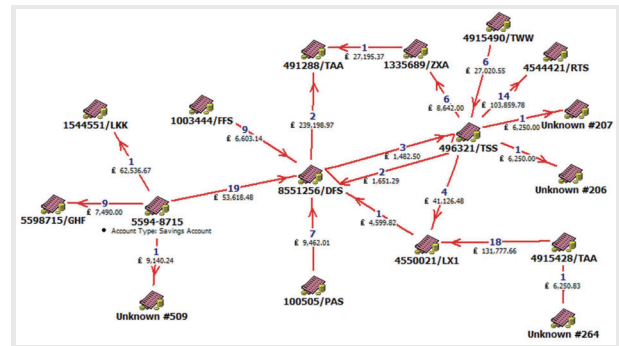 4915490/TWW
491288/TAA
1
£ 27,195.37
1335689/ZXA
6
£ 27,020.55
4544421/RTS
1544551/LKK
1003444/FFS
6
£ 8,642.00
14
£ 103,859.78
2
£ 239,198.97
1
£ 6,250.00
Unknown #207
9
£ 6,603.14
3
£ 1,482.50
496321/TSS
1
£ 6,250.00
1
£ 62,536.67
2
£ 1,651.29
Unknown #206
19
£ 53,618.48
8551256/DFS
4
£ 41,126.48
9
£ 7,490.00
5598715/GHF
5594-8715
• Account Type: Savings Account
1
£ 4,599.82
7
£ 9,462.01
18
£ 131,777.66
1
£ 9,140.24
4550021/LX1
4915428/TAA
1
£ 6,250.83
100505/PAS
Unknown #509
Unknown #264